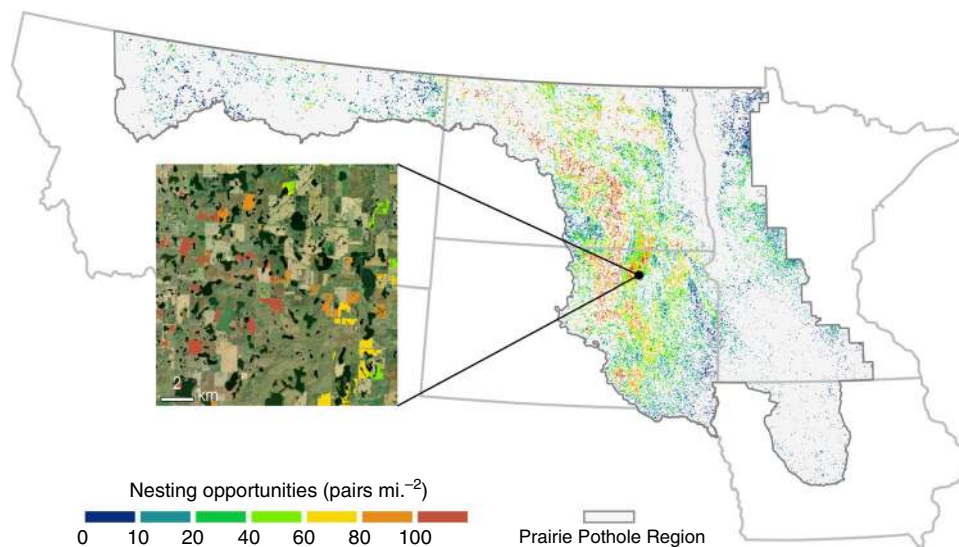 2
km
Nesting opportunities (pairs mi.⁻²)
0 10 20 40 60 80 100
Prairie Pothole Region